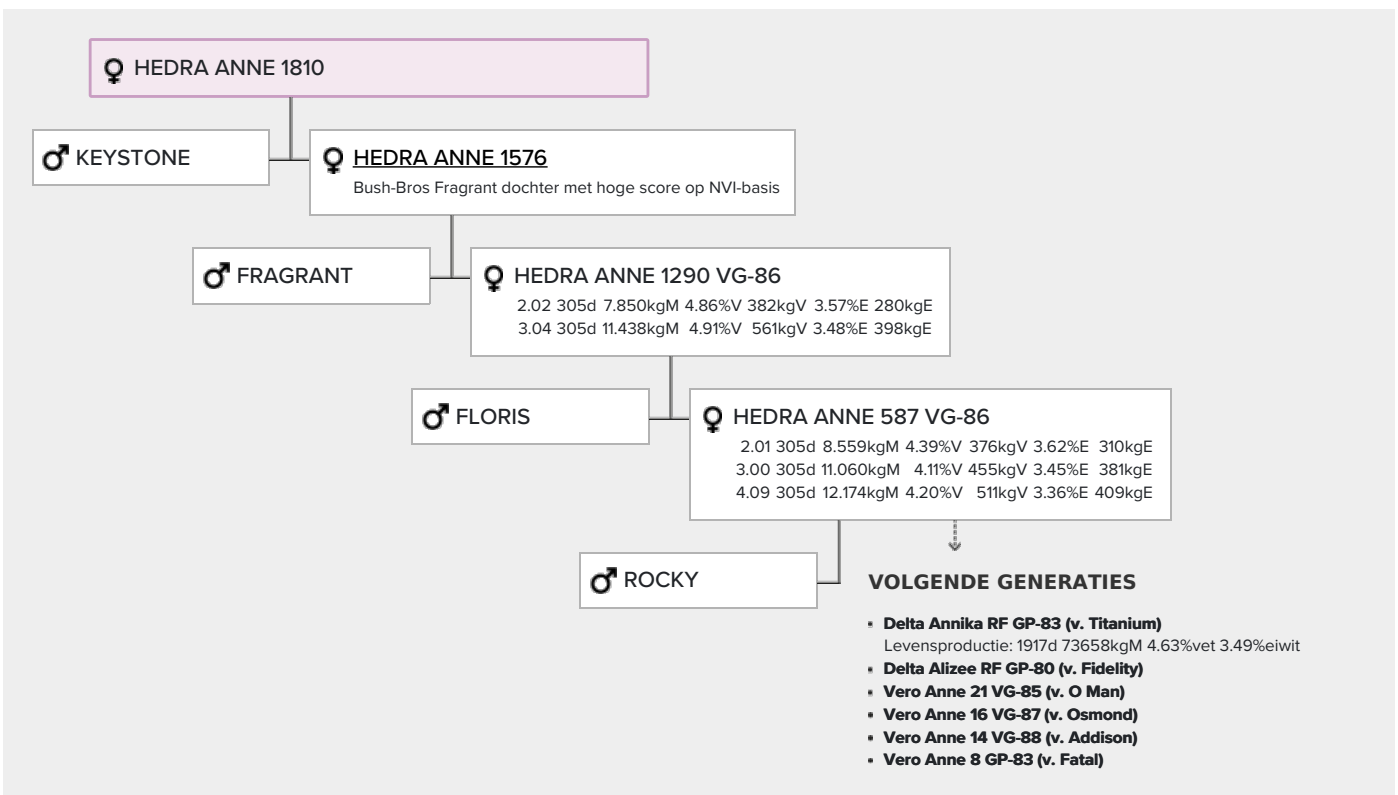 HEDRA ANNE 1810
KEYSTONE
HEDRA ANNE 1576
Bush-Bros Fragrant dochter met hoge score op NVI-basis
FRAGRANT
HEDRA ANNE 1290 VG-86
2.02 305d 7.850kgM 4.86%V 382kgV 3.57%E 280kgE
3.04 305d 11.438kgM 4.91%V 561kgV 3.48%E 398kgE
FLORIS
HEDRA ANNE 587 VG-86
2.01 305d 8.559kgM 4.39%V 376kgV 3.62%E 310kgE
3.00 305d 11.060kgM 4.11%V 455kgV 3.45%E 381kgE
4.09 305d 12.174kgM 4.20%V 511kgV 3.36%E 409kgE
ROCKY
VOLGENDE GENERATIES
Delta Annika RF GP-83 (v. Titanium)
Levensproductie: 1917d 73658kgM 4.63%vet 3.49%eiwit
Delta Alizee RF GP-80 (v. Fidelity)
Vero Anne 21 VG-85 (v. O Man)
Vero Anne 16 VG-87 (v. Osmond)
Vero Anne 14 VG-88 (v. Addison)
Vero Anne 8 GP-83 (v. Fatal)